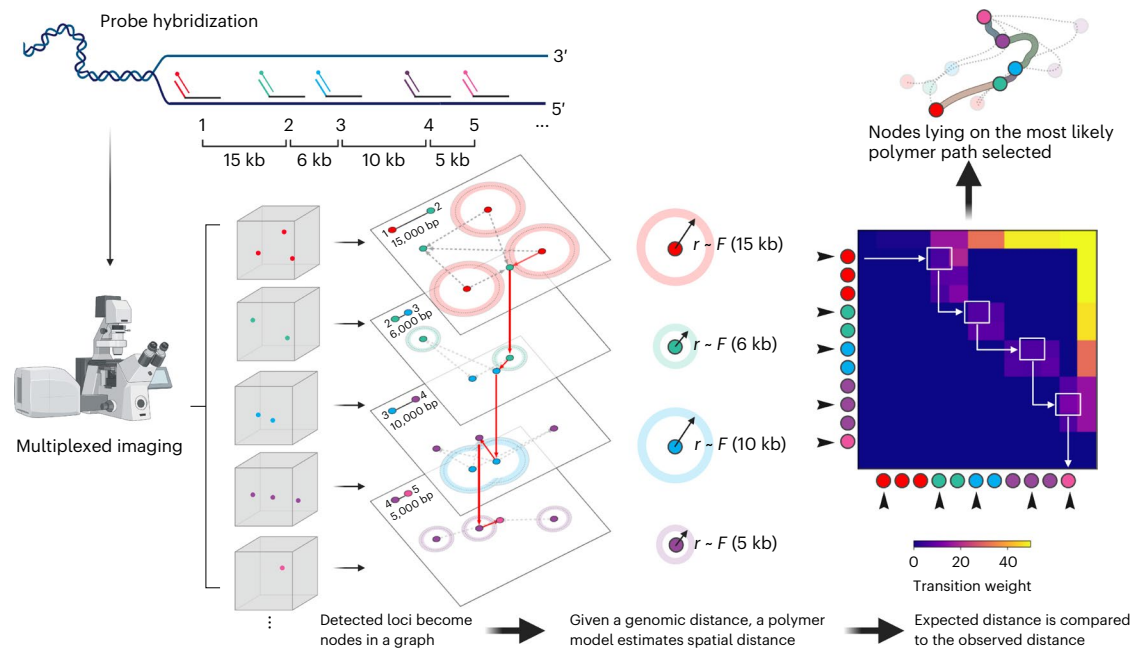 Probe hybridization
3′
5′
1 2 3 4 5 ...
15 kb 6 kb 10 kb 5 kb
Multiplexed imaging
1 2
15,000 bp
2 3
6,000 bp
3 4
10,000 bp
4 5
5,000 bp
⋮
r ~ F (15 kb)
r ~ F (6 kb)
r ~ F (10 kb)
r ~ F (5 kb)
Nodes lying on the most likely
polymer path selected
0 20 40
Transition weight
Detected loci become
nodes in a graph
Given a genomic distance, a polymer
model estimates spatial distance
Expected distance is compared
to the observed distance